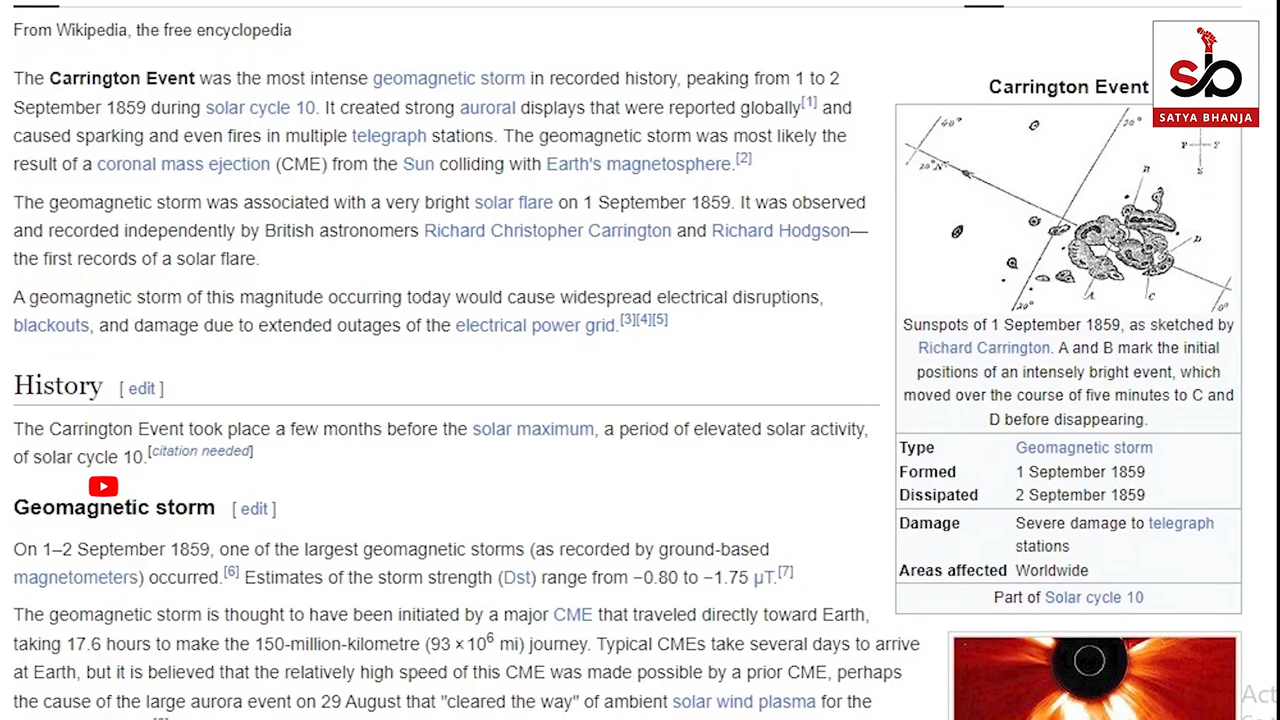 From Wikipedia, the free encyclopedia
The Carrington Event was the most intense geomagnetic storm in recorded history, peaking from 1 to 2
September 1859 during solar cycle 10. It created strong auroral displays that were reported globally[1] and
caused sparking and even fires in multiple telegraph stations. The geomagnetic storm was most likely the
result of a coronal mass ejection (CME) from the Sun colliding with Earth's magnetosphere.[2]
The geomagnetic storm was associated with a very bright solar flare on 1 September 1859. It was observed
and recorded independently by British astronomers Richard Christopher Carrington and Richard Hodgson—
the first records of a solar flare.
A geomagnetic storm of this magnitude occurring today would cause widespread electrical disruptions,
blackouts, and damage due to extended outages of the electrical power grid.[3][4][5]
History [ edit ]
The Carrington Event took place a few months before the solar maximum, a period of elevated solar activity,
of solar cycle 10.[citation needed]
Geomagnetic storm [ edit ]
On 1–2 September 1859, one of the largest geomagnetic storms (as recorded by ground-based
magnetometers) occurred.[6] Estimates of the storm strength (Dst) range from −0.80 to −1.75 μT.[7]
The geomagnetic storm is thought to have been initiated by a major CME that traveled directly toward Earth,
taking 17.6 hours to make the 150-million-kilometre (93 × 10⁶ mi) journey. Typical CMEs take several days to arrive
at Earth, but it is believed that the relatively high speed of this CME was made possible by a prior CME, perhaps
the cause of the large aurora event on 29 August that "cleared the way" of ambient solar wind plasma for the
Carrington Event
sb
SATYA BHANJA
40°
20°
20°N
B
D
A
C
20°
0°
S
Sunspots of 1 September 1859, as sketched by
Richard Carrington. A and B mark the initial
positions of an intensely bright event, which
moved over the course of five minutes to C and
D before disappearing.
Type Geomagnetic storm
Formed 1 September 1859
Dissipated 2 September 1859
Damage Severe damage to telegraph
stations
Areas affected Worldwide
Part of Solar cycle 10